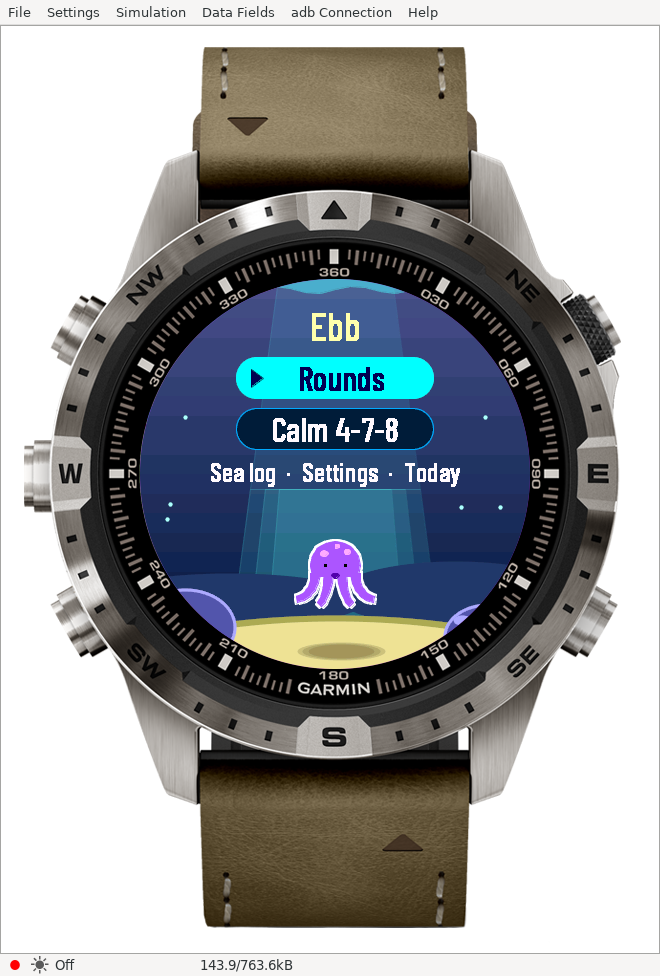 File Settings Simulation Data Fields adb Connection Help
360
330 030
NW NE
300
Ebb
Rounds
Calm 4-7-8
W 270 Sea log · Settings · Today 090 E
240 120
210 150
SW SE
180
GARMIN
S
Off 143.9/763.6kB